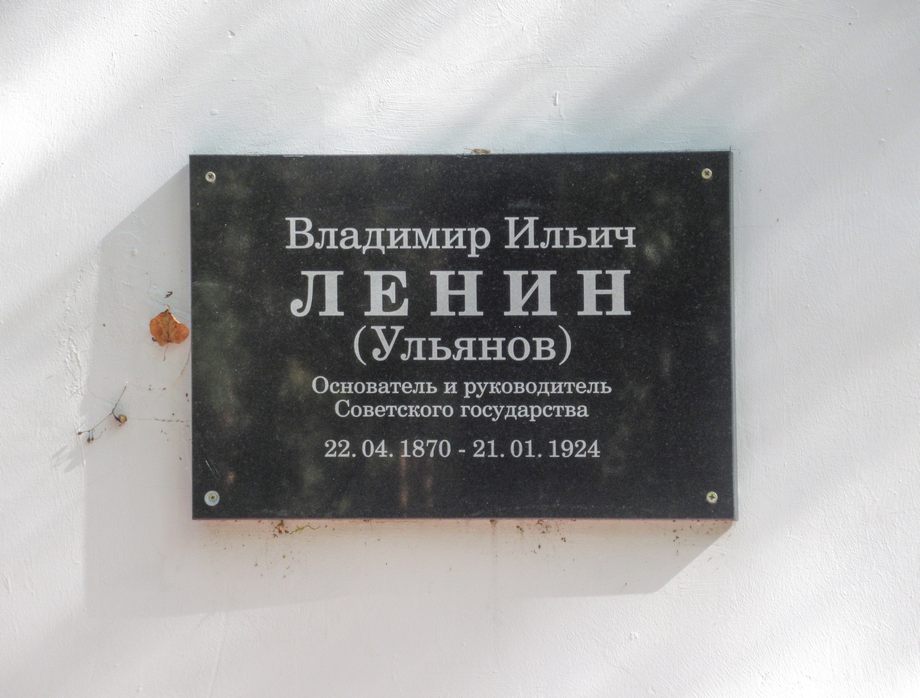 Владимир Ильич
ЛЕНИН
(Ульянов)
Основатель и руководитель
Советского государства
22.04.1870 - 21.01.1924